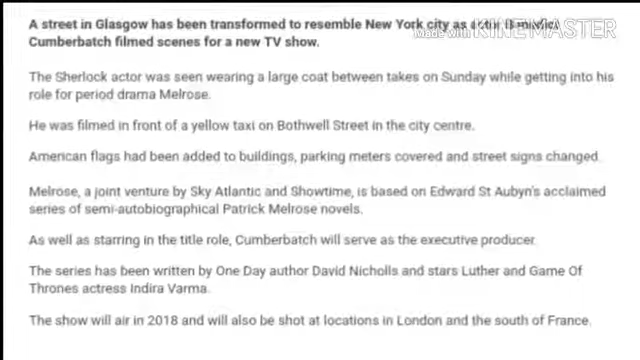 A street in Glasgow has been transformed to resemble New York city as actor Benedict
Made with KINEMASTER
Cumberbatch filmed scenes for a new TV show.
The Sherlock actor was seen wearing a large coat between takes on Sunday while getting into his
role for period drama Melrose.
He was filmed in front of a yellow taxi on Bothwell Street in the city centre.
American flags had been added to buildings, parking meters covered and street signs changed.
Melrose, a joint venture by Sky Atlantic and Showtime, is based on Edward St Aubyn's acclaimed
series of semi-autobiographical Patrick Melrose novels.
As well as starring in the title role, Cumberbatch will serve as the executive producer.
The series has been written by One Day author David Nicholls and stars Luther and Game Of
Thrones actress Indira Varma.
The show will air in 2018 and will also be shot at locations in London and the south of France.